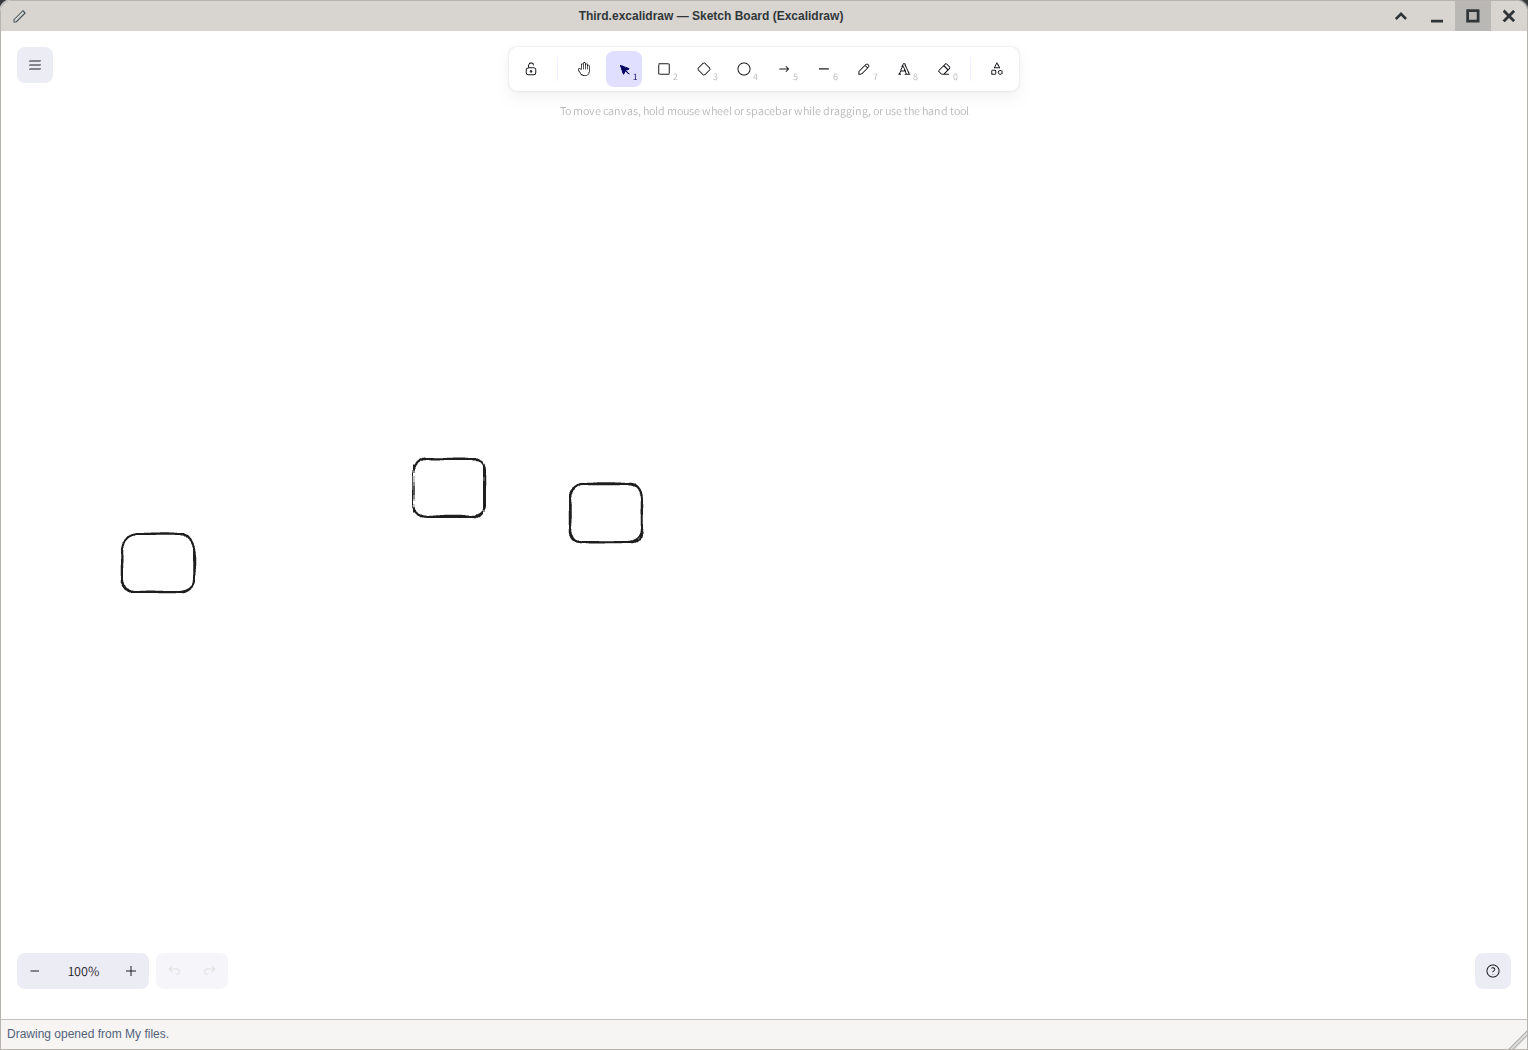 Third.excalidraw — Sketch Board (Excalidraw)
1 2 3 4 5 6 7 8 0
To move canvas, hold mouse wheel or spacebar while dragging, or use the hand tool
100%
Drawing opened from My files.